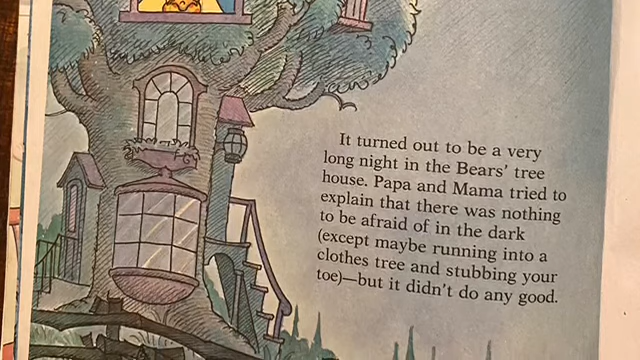 It turned out to be a very
long night in the Bears' tree
house. Papa and Mama tried to
explain that there was nothing
to be afraid of in the dark
(except maybe running into a
clothes tree and stubbing your
toe)—but it didn't do any good.